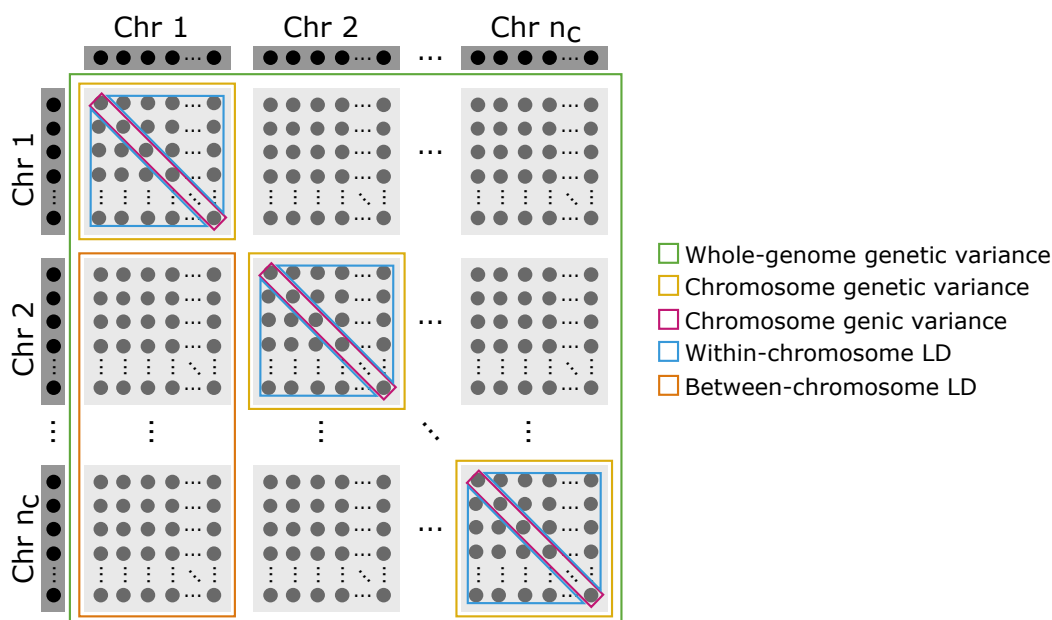 Chr 1
Chr 2
...
Chr nC
Chr 1
Chr 2
Chr nC
Whole-genome genetic variance
Chromosome genetic variance
Chromosome genic variance
Within-chromosome LD
Between-chromosome LD